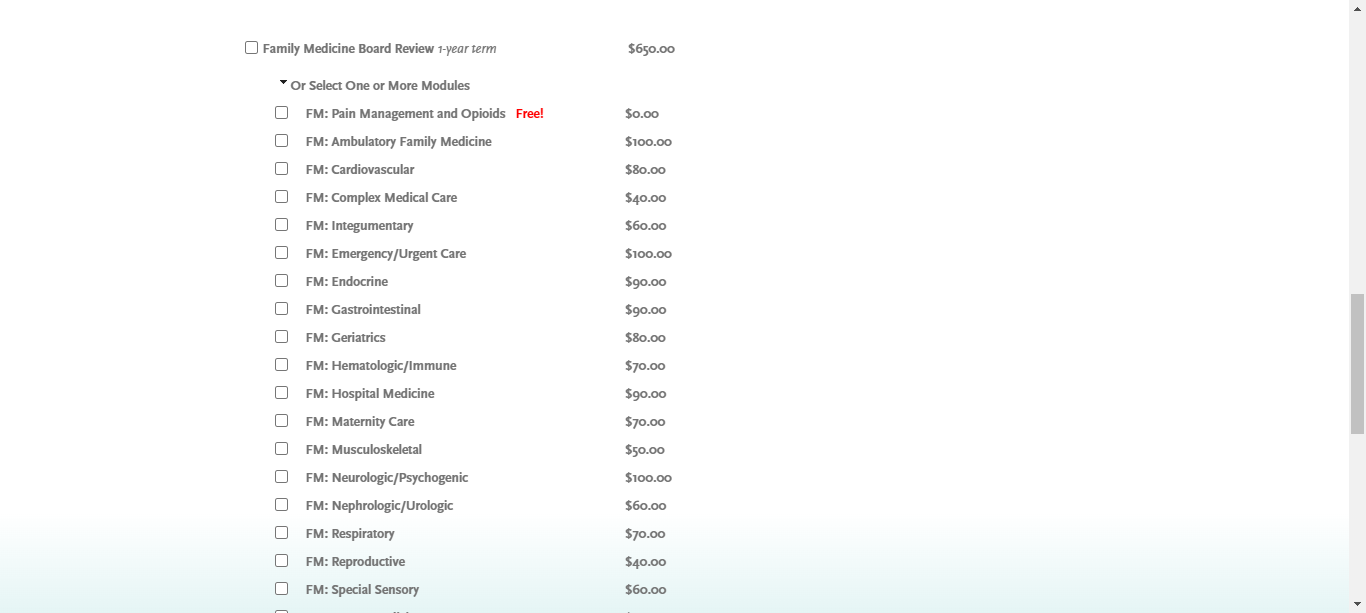 Family Medicine Board Review 1-year term $650.00
Or Select One or More Modules
FM: Pain Management and Opioids Free! $0.00
FM: Ambulatory Family Medicine $100.00
FM: Cardiovascular $80.00
FM: Complex Medical Care $40.00
FM: Integumentary $60.00
FM: Emergency/Urgent Care $100.00
FM: Endocrine $90.00
FM: Gastrointestinal $90.00
FM: Geriatrics $80.00
FM: Hematologic/Immune $70.00
FM: Hospital Medicine $90.00
FM: Maternity Care $70.00
FM: Musculoskeletal $50.00
FM: Neurologic/Psychogenic $100.00
FM: Nephrologic/Urologic $60.00
FM: Respiratory $70.00
FM: Reproductive $40.00
FM: Special Sensory $60.00